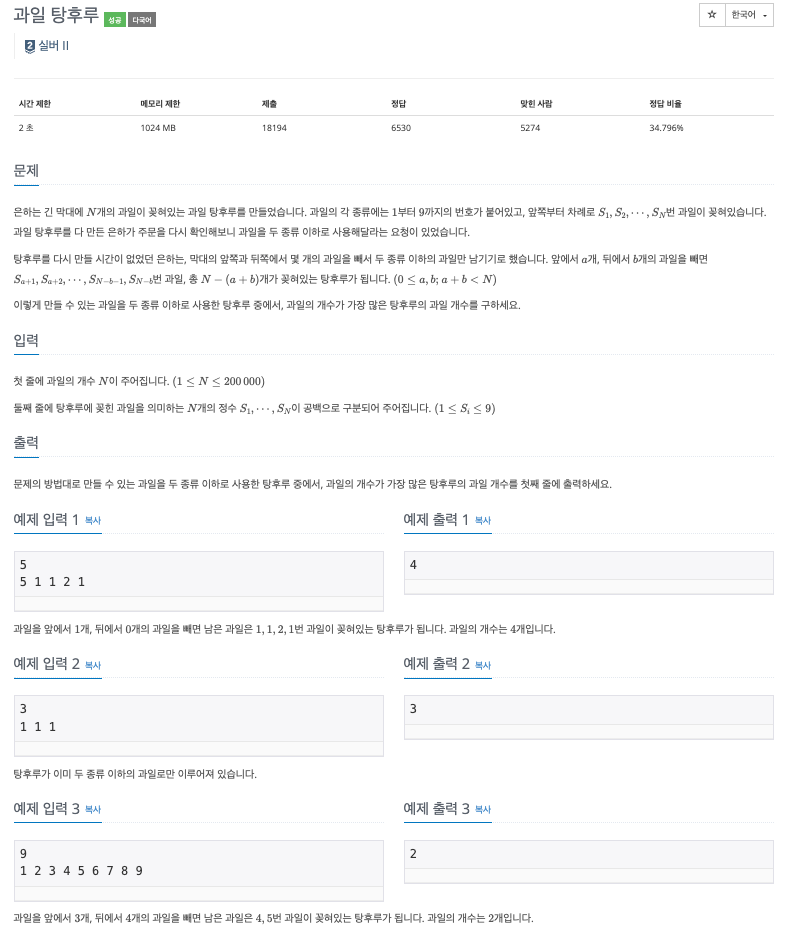 과일 탕후루 성공 다국어
☆ 한국어
2 실버 II
시간 제한 메모리 제한 제출 정답 맞힌 사람 정답 비율
2 초 1024 MB 18194 6530 5274 34.796%
문제
은하는 긴 막대에 N개의 과일이 꽂혀있는 과일 탕후루를 만들었습니다. 과일의 각 종류에는 1부터 9까지의 번호가 붙어있고, 앞쪽부터 차례로 S₁, S₂, ⋯, S_N번 과일이 꽂혀있습니다.
과일 탕후루를 다 만든 은하가 주문을 다시 확인해보니 과일을 두 종류 이하로 사용해달라는 요청이 있었습니다.
탕후루를 다시 만들 시간이 없었던 은하는, 막대의 앞쪽과 뒤쪽에서 몇 개의 과일을 빼서 두 종류 이하의 과일만 남기기로 했습니다. 앞에서 a개, 뒤에서 b개의 과일을 빼면
S_{a+1}, S_{a+2}, ⋯, S_{N−b−1}, S_{N−b}번 과일, 총 N − (a + b)개가 꽂혀있는 탕후루가 됩니다. (0 ≤ a, b; a + b < N)
이렇게 만들 수 있는 과일을 두 종류 이하로 사용한 탕후루 중에서, 과일의 개수가 가장 많은 탕후루의 과일 개수를 구하세요.
입력
첫 줄에 과일의 개수 N이 주어집니다. (1 ≤ N ≤ 200 000)
둘째 줄에 탕후루에 꽂힌 과일을 의미하는 N개의 정수 S₁, ⋯, S_N이 공백으로 구분되어 주어집니다. (1 ≤ S_i ≤ 9)
출력
문제의 방법대로 만들 수 있는 과일을 두 종류 이하로 사용한 탕후루 중에서, 과일의 개수가 가장 많은 탕후루의 과일 개수를 첫째 줄에 출력하세요.
예제 입력 1 복사
5
5 1 1 2 1
예제 출력 1 복사
4
과일을 앞에서 1개, 뒤에서 0개의 과일을 빼면 남은 과일은 1, 1, 2, 1번 과일이 꽂혀있는 탕후루가 됩니다. 과일의 개수는 4개입니다.
예제 입력 2 복사
3
1 1 1
예제 출력 2 복사
3
탕후루가 이미 두 종류 이하의 과일로만 이루어져 있습니다.
예제 입력 3 복사
9
1 2 3 4 5 6 7 8 9
예제 출력 3 복사
2
과일을 앞에서 3개, 뒤에서 4개의 과일을 빼면 남은 과일은 4, 5번 과일이 꽂혀있는 탕후루가 됩니다. 과일의 개수는 2개입니다.